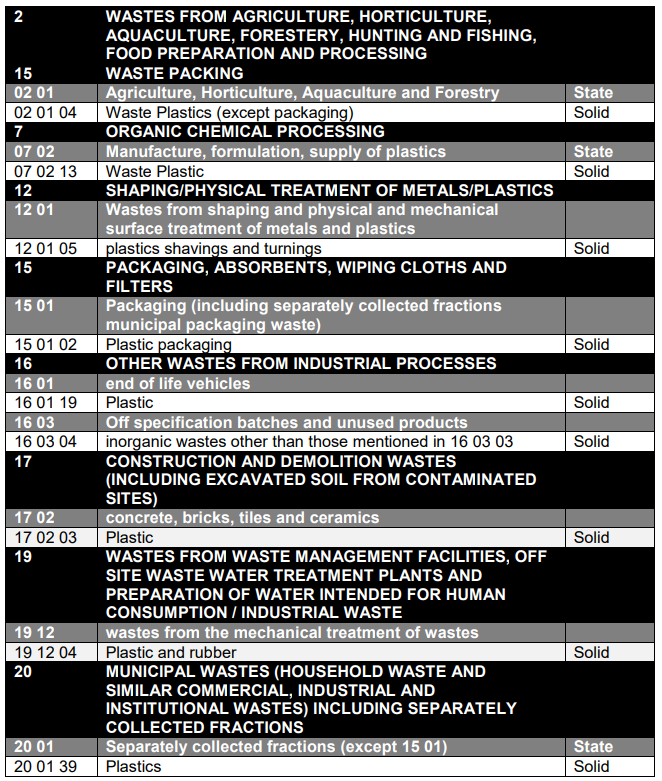 2 WASTES FROM AGRICULTURE, HORTICULTURE,
AQUACULTURE, FORESTERY, HUNTING AND FISHING,
FOOD PREPARATION AND PROCESSING
15 WASTE PACKING
02 01 Agriculture, Horticulture, Aquaculture and Forestry State
02 01 04 Waste Plastics (except packaging) Solid
7 ORGANIC CHEMICAL PROCESSING
07 02 Manufacture, formulation, supply of plastics State
07 02 13 Waste Plastic Solid
12 SHAPING/PHYSICAL TREATMENT OF METALS/PLASTICS
12 01 Wastes from shaping and physical and mechanical
surface treatment of metals and plastics
12 01 05 plastics shavings and turnings Solid
15 PACKAGING, ABSORBENTS, WIPING CLOTHS AND
FILTERS
15 01 Packaging (including separately collected fractions
municipal packaging waste)
15 01 02 Plastic packaging Solid
16 OTHER WASTES FROM INDUSTRIAL PROCESSES
16 01 end of life vehicles
16 01 19 Plastic Solid
16 03 Off specification batches and unused products
16 03 04 inorganic wastes other than those mentioned in 16 03 03 Solid
17 CONSTRUCTION AND DEMOLITION WASTES
(INCLUDING EXCAVATED SOIL FROM CONTAMINATED
SITES)
17 02 concrete, bricks, tiles and ceramics
17 02 03 Plastic Solid
19 WASTES FROM WASTE MANAGEMENT FACILITIES, OFF
SITE WASTE WATER TREATMENT PLANTS AND
PREPARATION OF WATER INTENDED FOR HUMAN
CONSUMPTION / INDUSTRIAL WASTE
19 12 wastes from the mechanical treatment of wastes
19 12 04 Plastic and rubber Solid
20 MUNICIPAL WASTES (HOUSEHOLD WASTE AND
SIMILAR COMMERCIAL, INDUSTRIAL AND
INSTITUTIONAL WASTES) INCLUDING SEPARATELY
COLLECTED FRACTIONS
20 01 Separately collected fractions (except 15 01) State
20 01 39 Plastics Solid